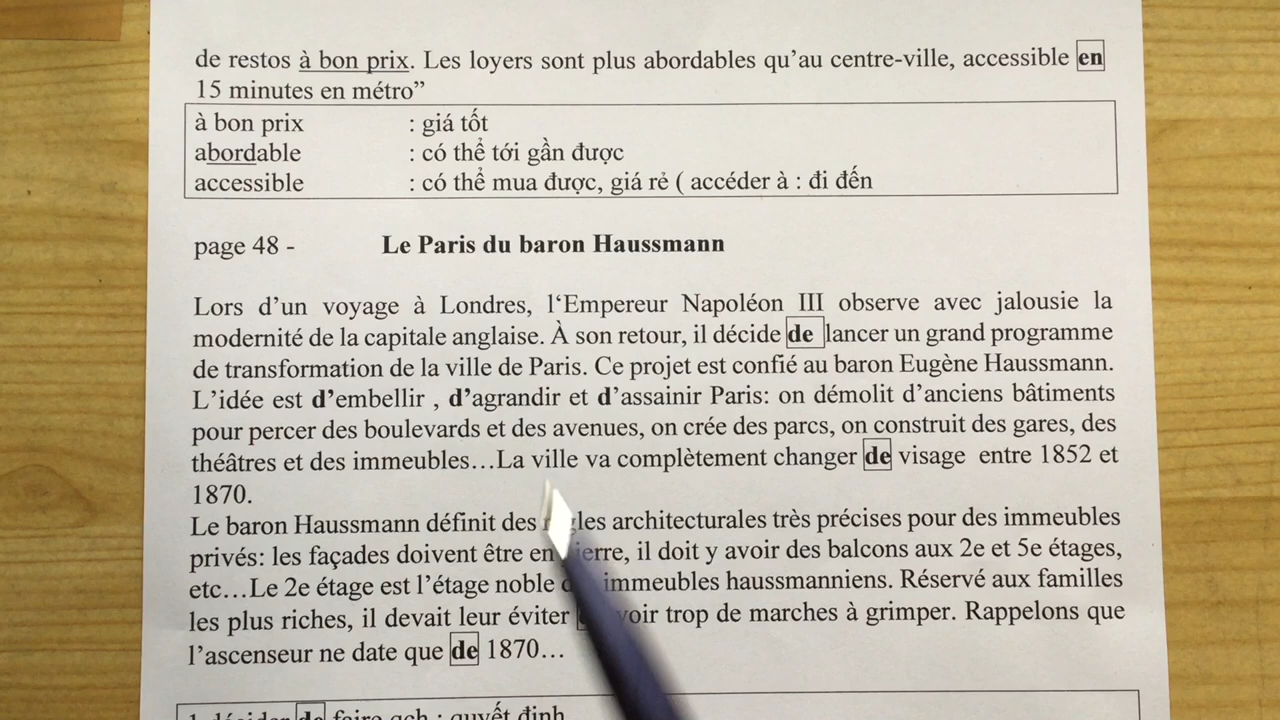 de restos à bon prix. Les loyers sont plus abordables qu’au centre-ville, accessible en
15 minutes en métro”
à bon prix : giá tốt
abordable : có thể tới gần được
accessible : có thể mua được, giá rẻ ( accéder à : đi đến
page 48 - Le Paris du baron Haussmann
Lors d’un voyage à Londres, l‘Empereur Napoléon III observe avec jalousie la
modernité de la capitale anglaise. À son retour, il décide de lancer un grand programme
de transformation de la ville de Paris. Ce projet est confié au baron Eugène Haussmann.
L’idée est d’embellir , d’agrandir et d’assainir Paris: on démolit d’anciens bâtiments
pour percer des boulevards et des avenues, on crée des parcs, on construit des gares, des
théâtres et des immeubles…La ville va complètement changer de visage entre 1852 et
1870.
Le baron Haussmann définit des architecturales très précises pour des immeubles
privés: les façades doivent être en il doit y avoir des balcons aux 2e et 5e étages,
etc…Le 2e étage est l’étage noble immeubles haussmanniens. Réservé aux familles
les plus riches, il devait leur éviter trop de marches à grimper. Rappelons que
l’ascenseur ne date que de 1870…
1. décider de faire qch : quyết định